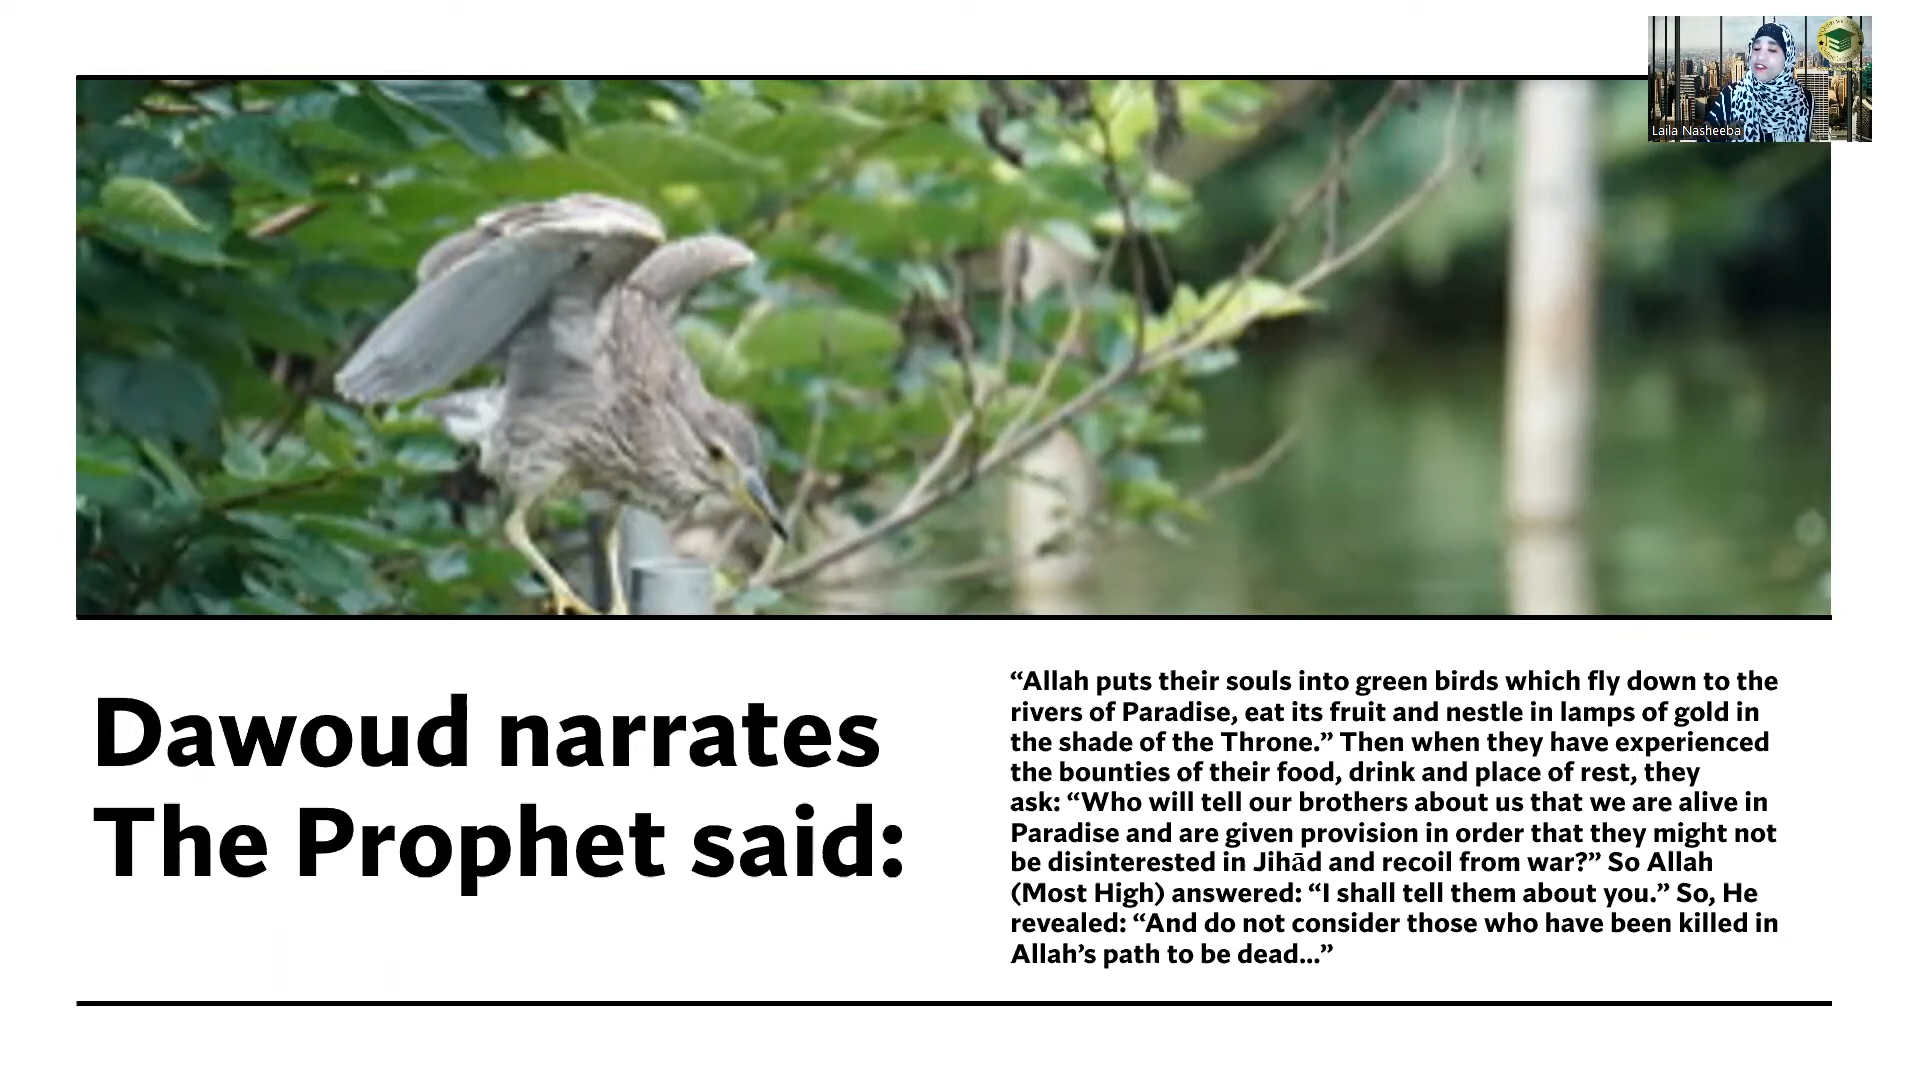 Laila Nasheeba
Dawoud narrates
The Prophet said:
“Allah puts their souls into green birds which fly down to the
rivers of Paradise, eat its fruit and nestle in lamps of gold in
the shade of the Throne.” Then when they have experienced
the bounties of their food, drink and place of rest, they
ask: “Who will tell our brothers about us that we are alive in
Paradise and are given provision in order that they might not
be disinterested in Jihād and recoil from war?” So Allah
(Most High) answered: “I shall tell them about you.” So, He
revealed: “And do not consider those who have been killed in
Allah’s path to be dead...”